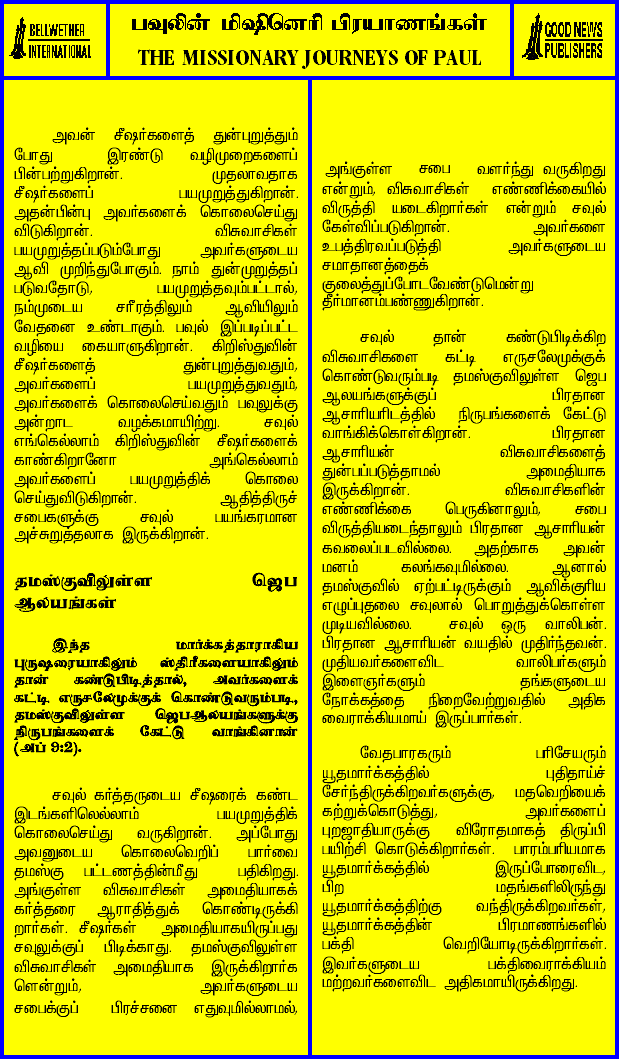 BELLWETHER
INTERNATIONAL
பவுலின் மிஷினெரி பிரயாணங்கள்
THE MISSIONARY JOURNEYS OF PAUL
GOOD NEWS
PUBLISHERS
அவன் சீஷர்களைத் துன்புறுத்தும்
போது இரண்டு வழிமுறைகளைப்
பின்பற்றுகிறான். முதலாவதாக
சீஷர்களைப் பயமுறுத்துகிறான்.
அதன்பின்பு அவர்களைக் கொலைசெய்து
விடுகிறான். விசுவாசிகள்
பயமுறுத்தப்படும்போது அவர்களுடைய
ஆவி முறிந்துபோகும். நாம் துன்முறுத்தப்
படுவதோடு, பயமுறுத்தவும்பட்டால்,
நம்முடைய சரீரத்திலும் ஆவியிலும்
வேதனை உண்டாகும். பவுல் இப்படிப்பட்ட
வழியை கையாளுகிறான். கிறிஸ்துவின்
சீஷர்களைத் துன்புறுத்துவதும்,
அவர்களைப் பயமுறுத்துவதும்,
அவர்களைக் கொலைசெய்வதும் பவுலுக்கு
அன்றாட வழக்கமாயிற்று. சவுல்
எங்கெல்லாம் கிறிஸ்துவின் சீஷர்களைக்
காண்கிறானோ அங்கெல்லாம்
அவர்களைப் பயமுறுத்திக் கொலை
செய்துவிடுகிறான். ஆதித்திருச்
சபைகளுக்கு சவுல் பயங்கரமான
அச்சுறுத்தலாக இருக்கிறான்.
தமஸ்குவிலுள்ள ஜெப
ஆலயங்கள்
இந்த மார்க்கத்தாராகிய
புருஷரையாகிலும் ஸ்திரீகளையாகிலும்
தான் கண்டுபிடித்தால், அவர்களைக்
கட்டி எருசலேமுக்குக் கொண்டுவரும்படி,
தமஸ்குவிலுள்ள ஜெபஆலயங்களுக்கு
நிருபங்களைக் கேட்டு வாங்கினான்
(அப் 9:2).
சவுல் கர்த்தருடைய சீஷரைக் கண்ட
இடங்களிலெல்லாம் பயமுறுத்திக்
கொலைசெய்து வருகிறான். அப்போது
அவனுடைய கொலைவெறிப் பார்வை
தமஸ்கு பட்டணத்தின்மீது பதிகிறது.
அங்குள்ள விசுவாசிகள் அமைதியாகக்
கர்த்தரை ஆராதித்துக் கொண்டிருக்கி
றார்கள். சீஷர்கள் அமைதியாகயிருப்பது
சவுலுக்குப் பிடிக்காது. தமஸ்குவிலுள்ள
விசுவாசிகள் அமைதியாக இருக்கிறார்க
ளென்றும், அவர்களுடைய
சபைக்குப் பிரச்சனை எதுவுமில்லாமல்,
அங்குள்ள சபை வளர்ந்து வருகிறது
என்றும், விசுவாசிகள் எண்ணிக்கையில்
விருத்தி யடைகிறார்கள் என்றும் சவுல்
கேள்விப்படுகிறான். அவர்களை
உபத்திரவப்படுத்தி அவர்களுடைய
சமாதானத்தைக்
குலைத்துப்போடவேண்டுமென்று
தீர்மானம்பண்ணுகிறான்.
சவுல் தான் கண்டுபிடிக்கிற
விசுவாசிகளை கட்டி எருசலேமுக்குக்
கொண்டுவரும்படி தமஸ்குவிலுள்ள ஜெப
ஆலயங்களுக்குப் பிரதான
ஆசாரியரிடத்தில் நிருபங்களைக் கேட்டு
வாங்கிக்கொள்கிறான். பிரதான
ஆசாரியன் விசுவாசிகளைத்
துன்பப்படுத்தாமல் அமைதியாக
இருக்கிறான். விசுவாசிகளின்
எண்ணிக்கை பெருகினாலும், சபை
விருத்தியடைந்தாலும் பிரதான ஆசாரியன்
கவலைப்படவில்லை. அதற்காக அவன்
மனம் கலங்கவுமில்லை. ஆனால்
தமஸ்குவில் ஏற்பட்டிருக்கும் ஆவிக்குரிய
எழுப்புதலை சவுலால் பொறுத்துக்கொள்ள
முடியவில்லை. சவுல் ஒரு வாலிபன்.
பிரதான ஆசாரியன் வயதில் முதிர்ந்தவன்.
முதியவர்களைவிட வாலிபர்களும்
இளைஞர்களும் தங்களுடைய
நோக்கத்தை நிறைவேற்றுவதில் அதிக
வைராக்கியமாய் இருப்பார்கள்.
வேதபாரகரும் பரிசேயரும்
யூதமார்க்கத்தில் புதிதாய்ச்
சேர்ந்திருக்கிறவர்களுக்கு, மதவெறியைக்
கற்றுக்கொடுத்து, அவர்களைப்
புறஜாதியாருக்கு விரோதமாகத் திருப்பி
பயிற்சி கொடுக்கிறார்கள். பாரம்பரியமாக
யூதமார்க்கத்தில் இருப்போரைவிட,
பிற மதங்களிலிருந்து
யூதமார்க்கத்திற்கு வந்திருக்கிறவர்கள்,
யூதமார்க்கத்தின் பிரமாணங்களில்
பக்தி வெறியோடிருக்கிறார்கள்.
இவர்களுடைய பக்திவைராக்கியம்
மற்றவர்களைவிட அதிகமாயிருக்கிறது.